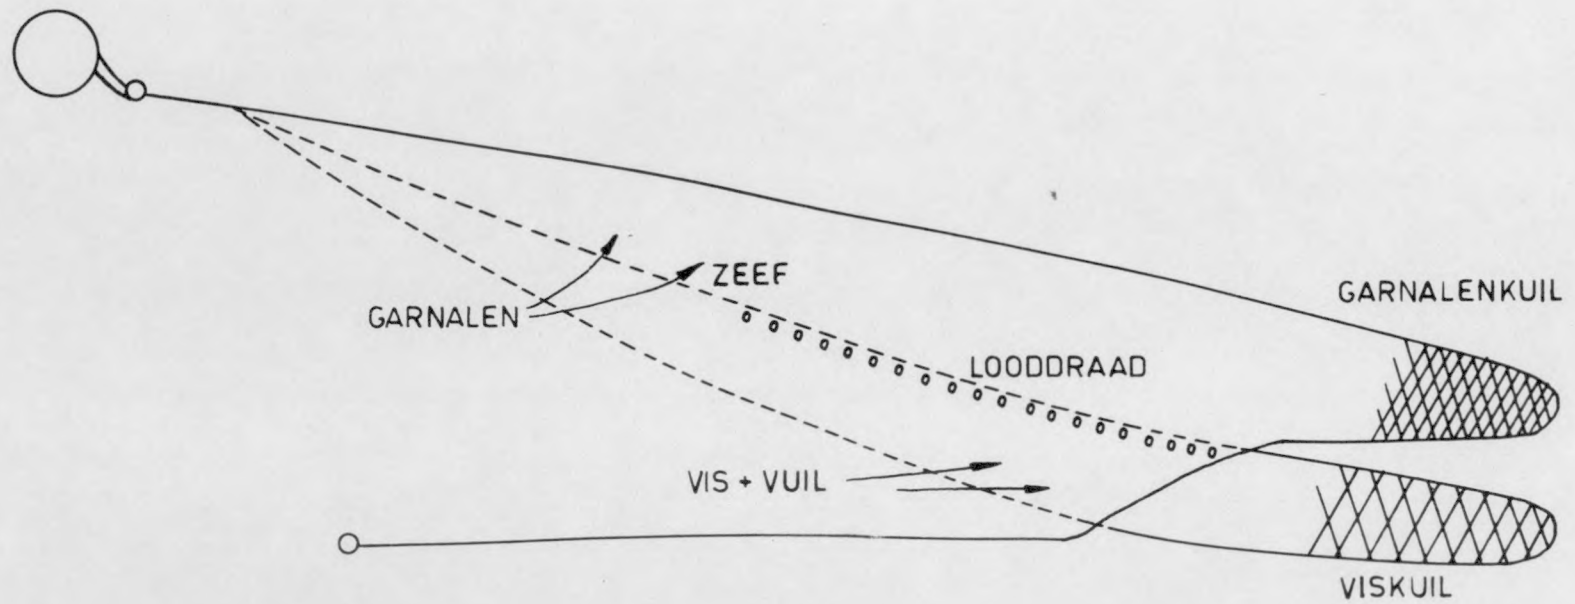 ZEEF
GARNALENKUIL
GARNALEN
LOODDRAAD
VIS + VUIL
VISKUIL